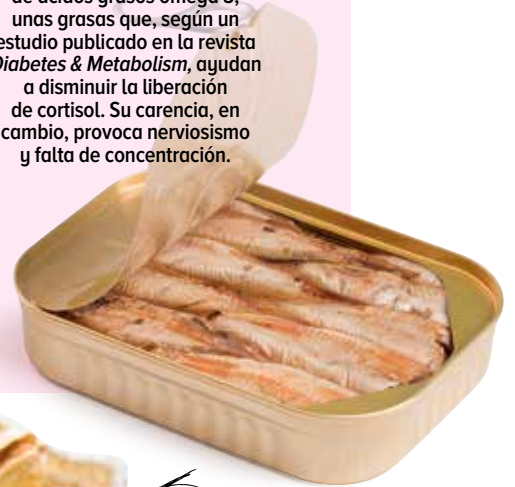 de ácidos grasos omega 3,
unas grasas que, según un
estudio publicado en la revista
Diabetes & Metabolism, ayudan
a disminuir la liberación
de cortisol. Su carencia, en
cambio, provoca nerviosismo
y falta de concentración.